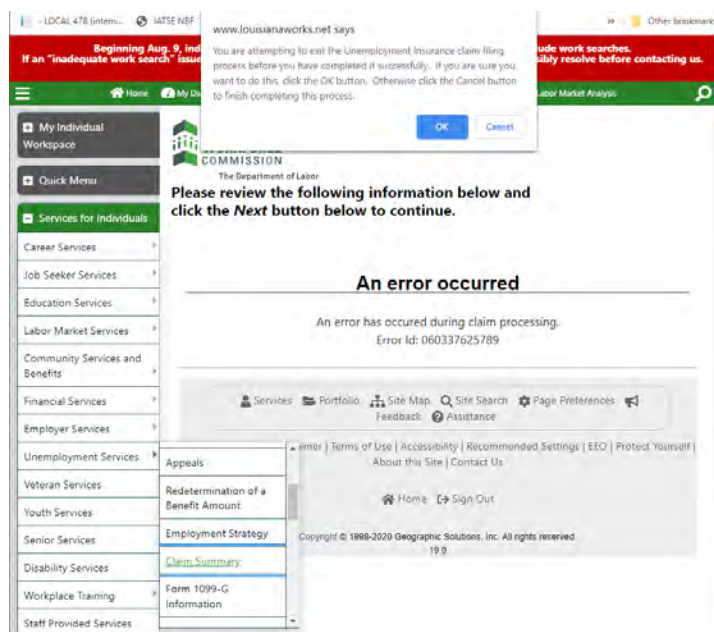 - LOCAL 478 (intern...
IATSE NBF
»
Other bookmark
www.louisianaworks.net says
You are attempting to exit the Unemployment Insurance claim filing
process before you have completed it successfully. If you are sure you
want to do this, click the OK button. Otherwise click the Cancel button
to finish completing this process.
OK
Cancel
Beginning Aug. 9, ind
ude work searches.
If an "inadequate work search" issue
sibly resolve before contacting us.
Home
My Da
Labor Market Analysis
My Individual
Workspace
Quick Menu
Services for Individuals
Career Services
Job Seeker Services
Education Services
Labor Market Services
Community Services and
Benefits
Financial Services
Employer Services
Unemployment Services
Veteran Services
Youth Services
Senior Services
Disability Services
Workplace Training
Staff Provided Services
Appeals
Redetermination of a
Benefit Amount
Employment Strategy
Claim Summary
Form 1099-G
Information
COMMISSION
The Department of Labor
Please review the following information below and
click the Next button below to continue.
An error occurred
An error has occured during claim processing.
Error Id: 060337625789
Services Portfolio Site Map Site Search Page Preferences
Feedback Assistance
aimer | Terms of Use | Accessibility | Recommended Settings | EEO | Protect Yourself |
About this Site | Contact Us
Home Sign Out
Copyright © 1998-2020 Geographic Solutions, Inc. All rights reserved.
19.0